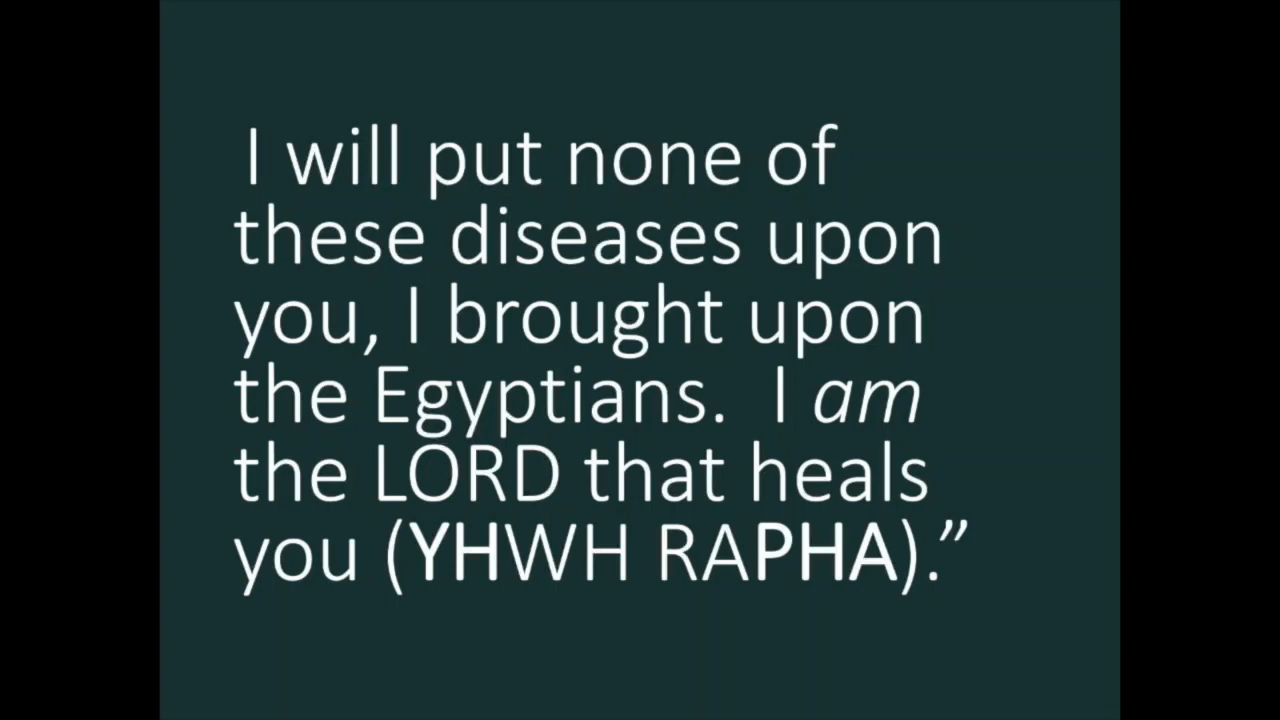 I will put none of
these diseases upon
you, I brought upon
the Egyptians.  I am
the LORD that heals
you (YHWH RAPHA).”